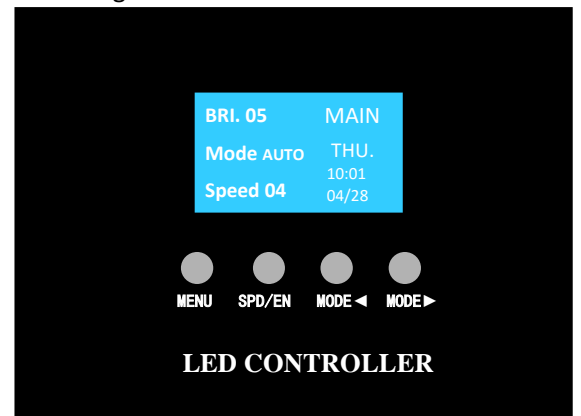 BRI. 05 MAIN
Mode AUTO THU.
10:01
Speed 04 04/28
MENU SPD/EN MODE◄ MODE►
LED CONTROLLER